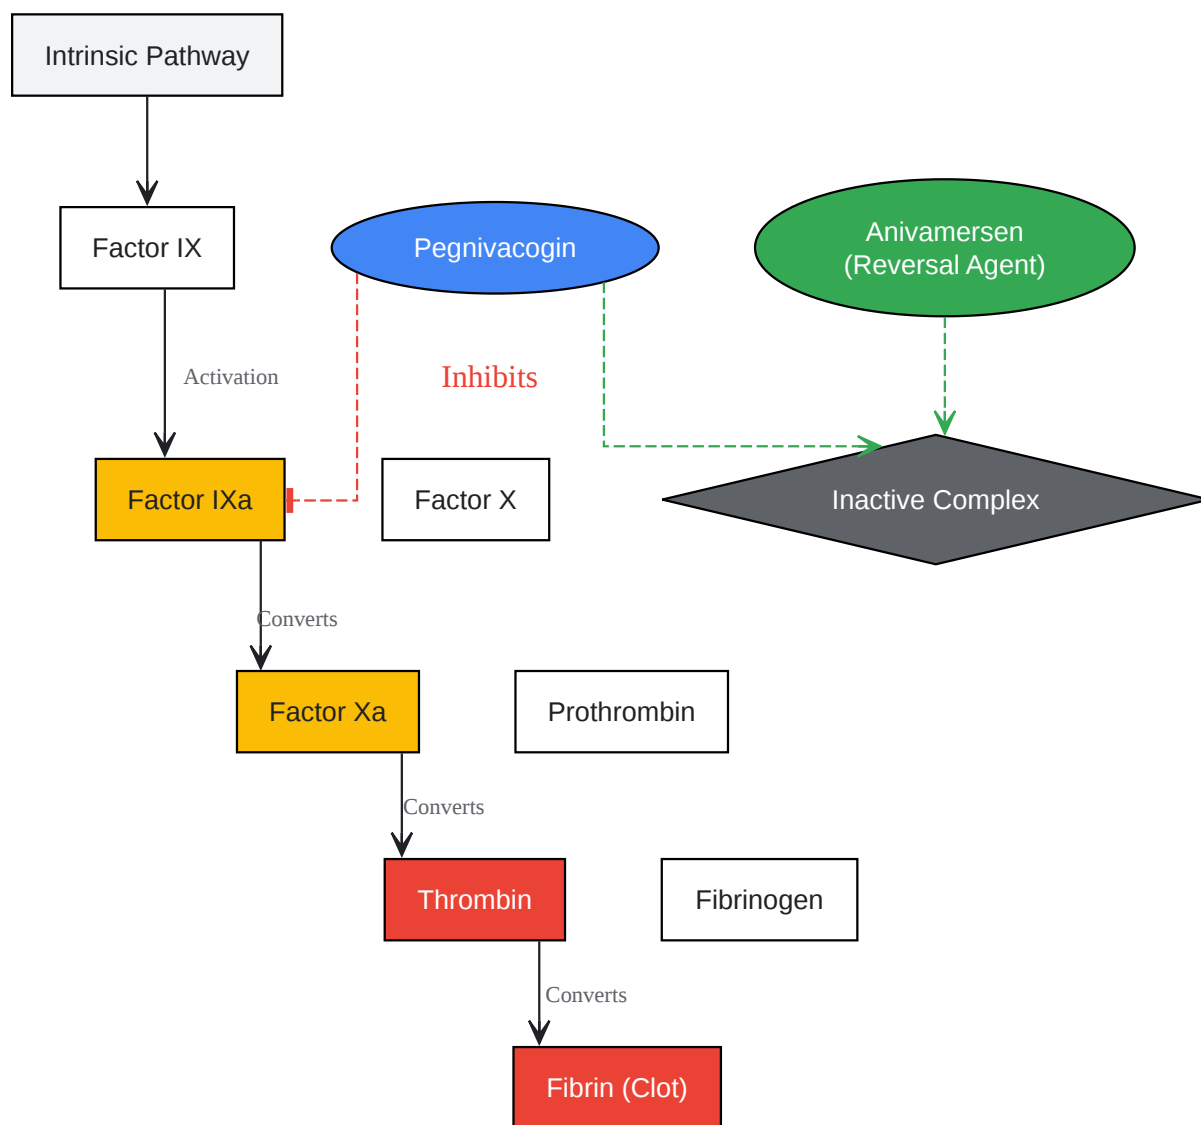 Intrinsic Pathway
Factor IX
Pegnivacogin
Anivamersen
(Reversal Agent)
Activation
Inhibits
Factor IXa
Factor X
Inactive Complex
Converts
Factor Xa
Prothrombin
Converts
Thrombin
Fibrinogen
Converts
Fibrin (Clot)